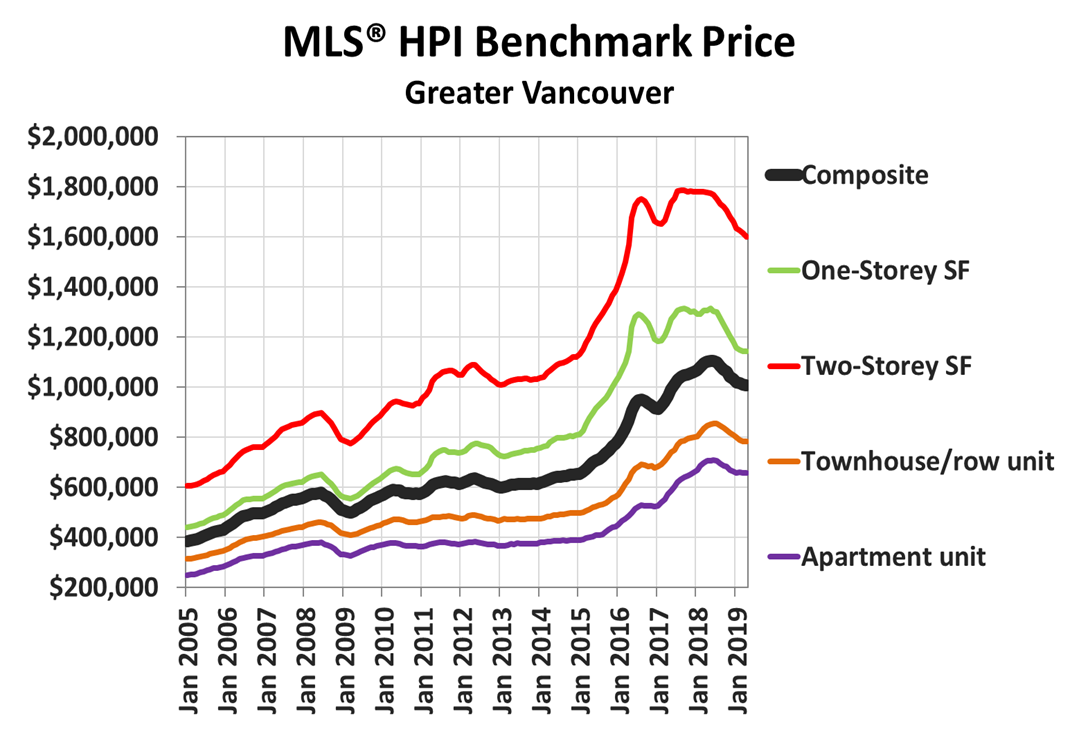 MLS® HPI Benchmark Price
Greater Vancouver
$2,000,000
$1,800,000
$1,600,000
$1,400,000
$1,200,000
$1,000,000
$800,000
$600,000
$400,000
$200,000
Jan 2005
Jan 2006
Jan 2007
Jan 2008
Jan 2009
Jan 2010
Jan 2011
Jan 2012
Jan 2013
Jan 2014
Jan 2015
Jan 2016
Jan 2017
Jan 2018
Jan 2019
Composite
One-Storey SF
Two-Storey SF
Townhouse/row unit
Apartment unit